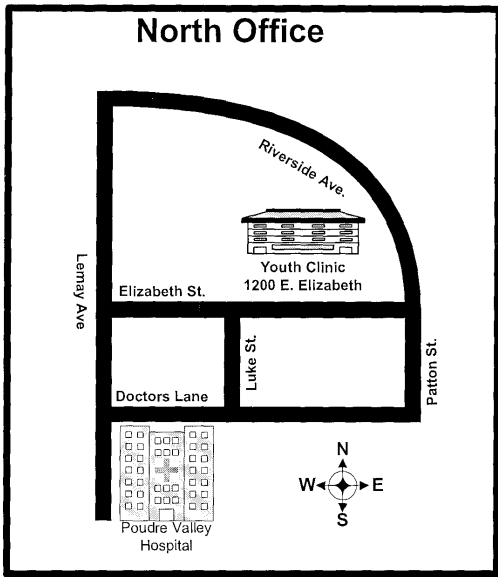 North Office
Riverside Ave.
Youth Clinic
1200 E. Elizabeth
Lemay Ave
Elizabeth St.
Luke St.
Patton St.
Doctors Lane
N
W E
S
Poudre Valley
Hospital